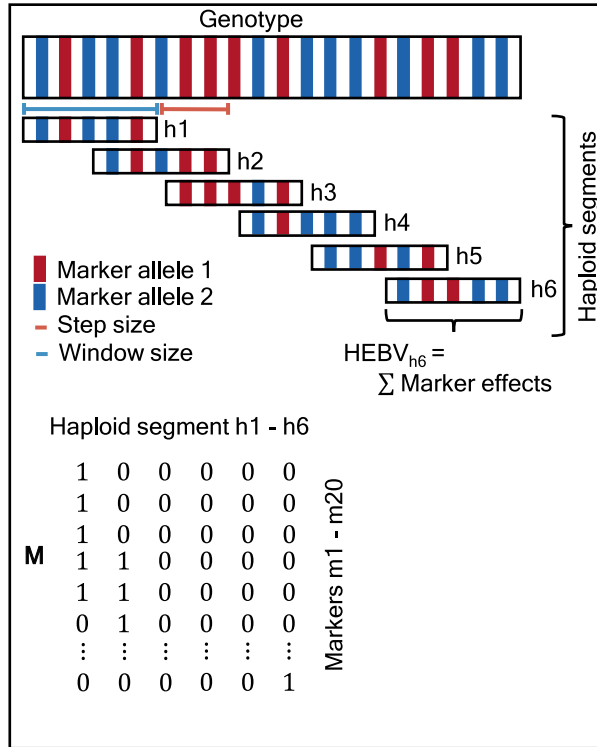 Genotype
h1
h2
h3
h4
h5
h6
Haploid segments
Marker allele 1
Marker allele 2
Step size
Window size
HEBVh6 =
∑ Marker effects
Haploid segment h1 - h6
1 0 0 0 0 0
1 0 0 0 0 0
1 0 0 0 0 0
M 1 1 0 0 0 0
1 1 0 0 0 0
0 1 0 0 0 0
⋮ ⋮ ⋮ ⋮ ⋮ ⋮
0 0 0 0 0 1
Markers m1 - m20